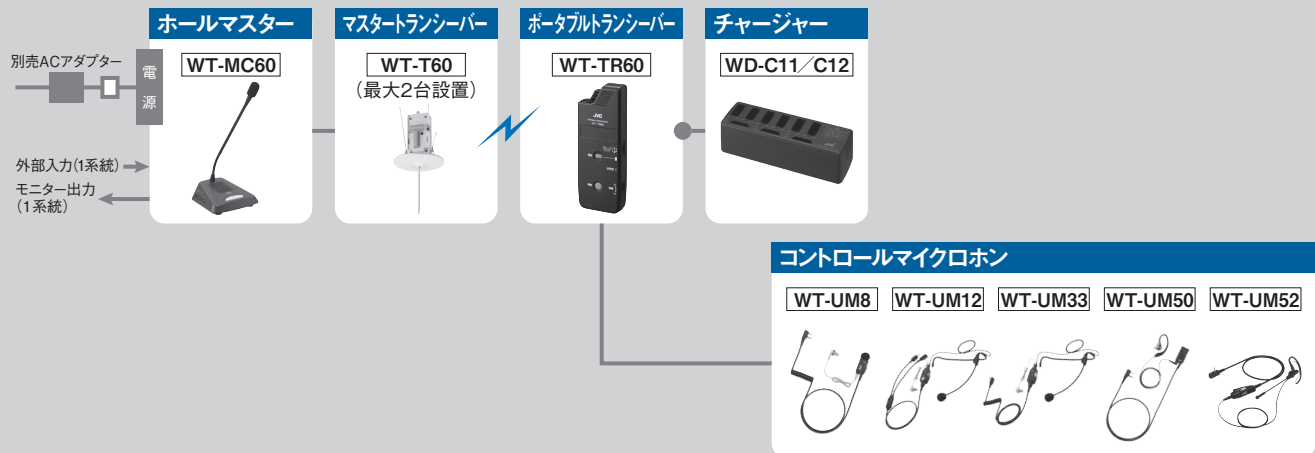 ホールマスター
マスタートランシーバー
ポータブルトランシーバー
チャージャー
別売ACアダプター
電源
WT-MC60
WT-T60
(最大2台設置)
WT-TR60
JVC
WD-C11／C12
外部入力(1系統)
モニター出力
(1系統)
コントロールマイクロホン
WT-UM8
WT-UM12
WT-UM33
WT-UM50
WT-UM52